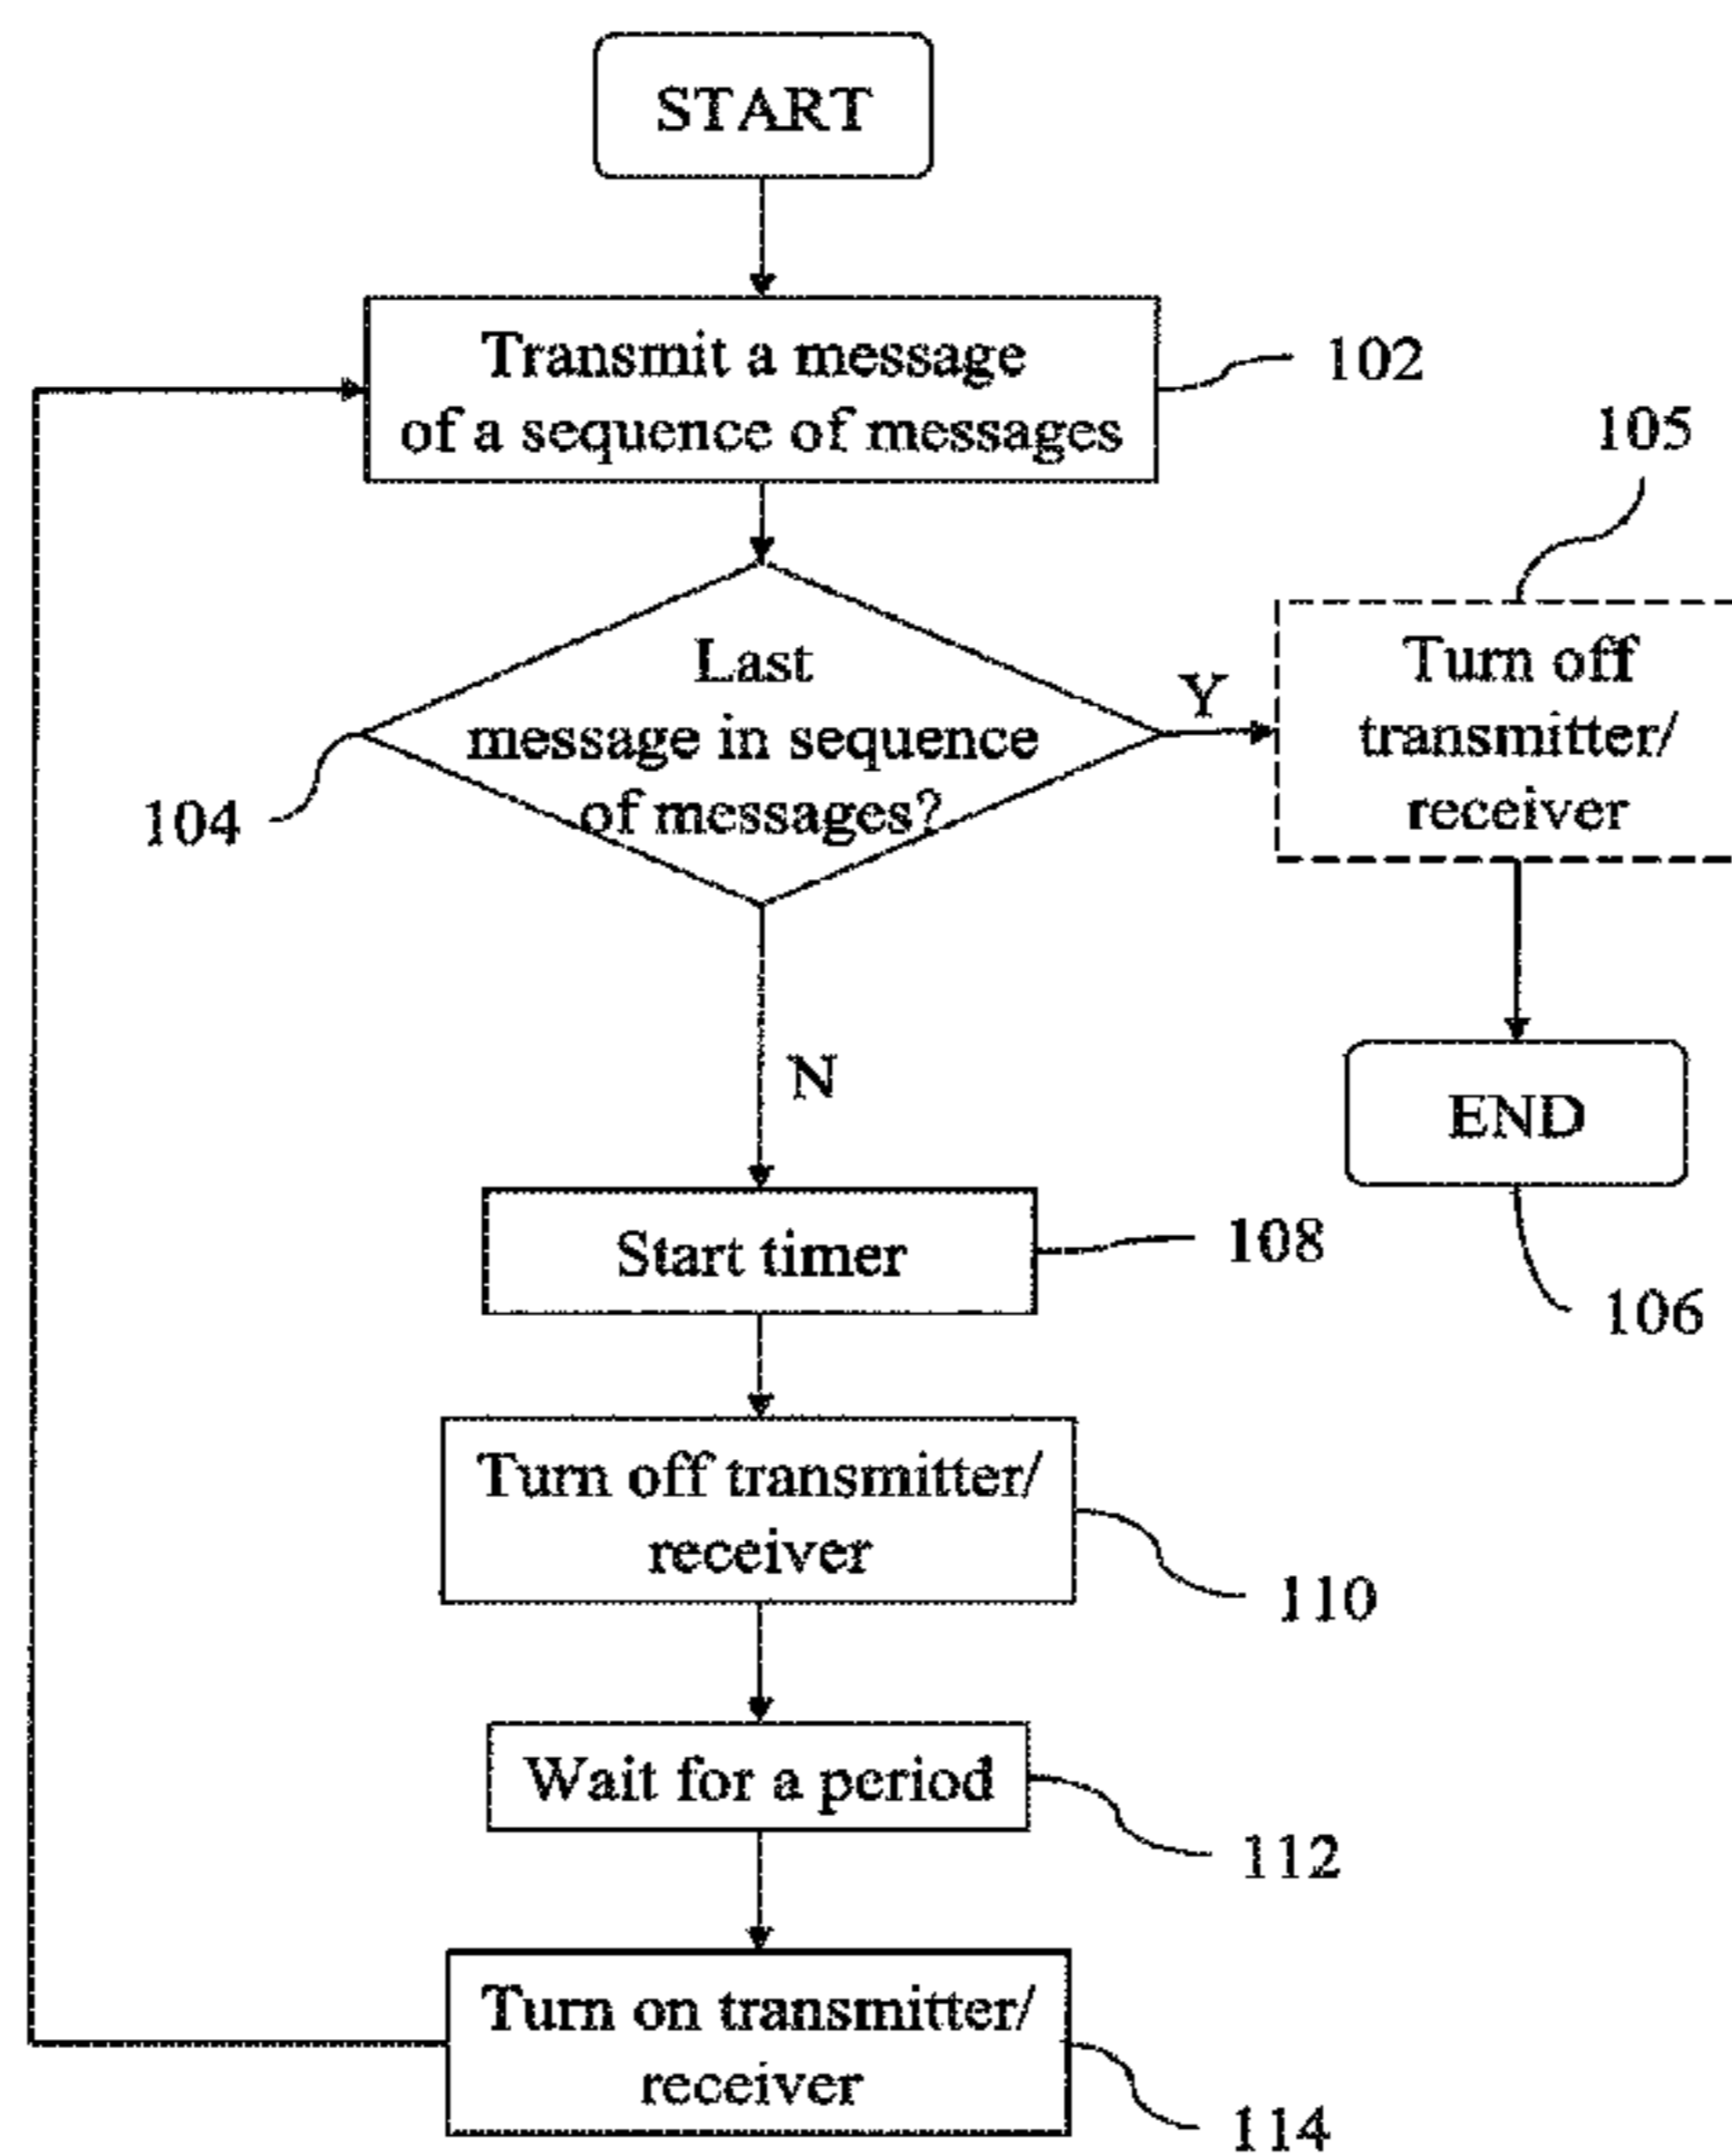 START
Transmit a message
of a sequence of messages
102
105
Last
message in sequence
of messages?
104
Y
Turn off
transmitter/
receiver
N
END
106
Start timer
108
Turn off transmitter/
receiver
110
Wait for a period
112
Turn on transmitter/
receiver
114